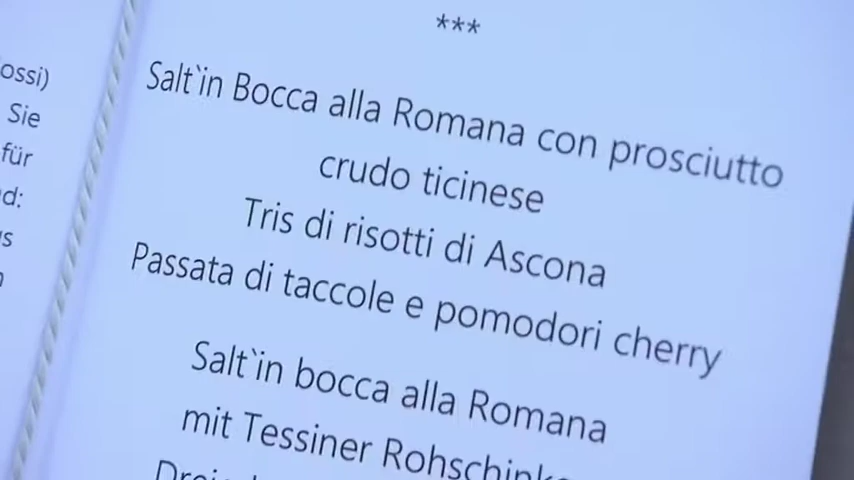 ossi)
Sie
für
d:
***
Salt`in Bocca alla Romana con prosciutto
crudo ticinese
Tris di risotti di Ascona
Passata di taccole e pomodori cherry
Salt`in bocca alla Romana
mit Tessiner